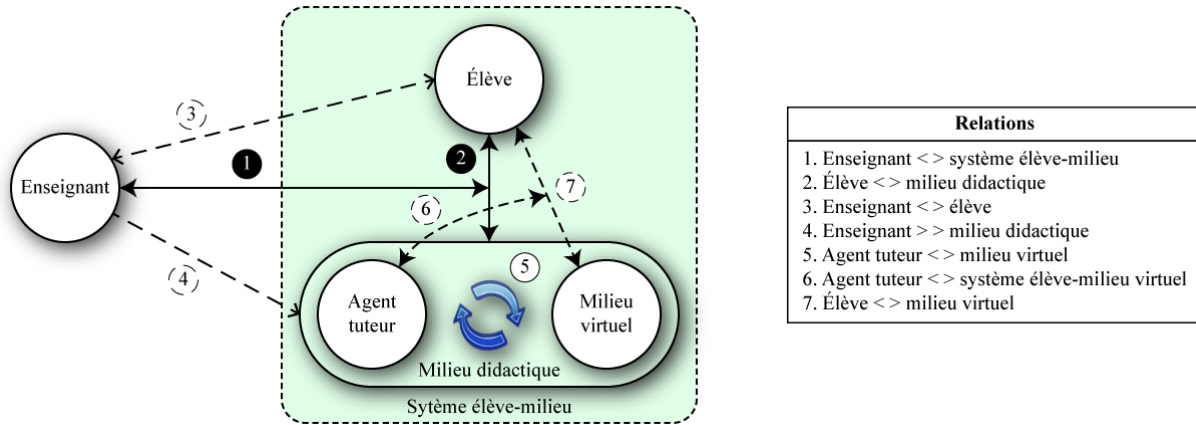 Élève
3
1
2
Enseignant
7
6
4
5
Agent
tuteur
Milieu
virtuel
Milieu didactique
Sytème élève-milieu
Relations
1. Enseignant < > système élève-milieu
2. Élève < > milieu didactique
3. Enseignant < > élève
4. Enseignant > > milieu didactique
5. Agent tuteur < > milieu virtuel
6. Agent tuteur < > système élève-milieu virtuel
7. Élève < > milieu virtuel